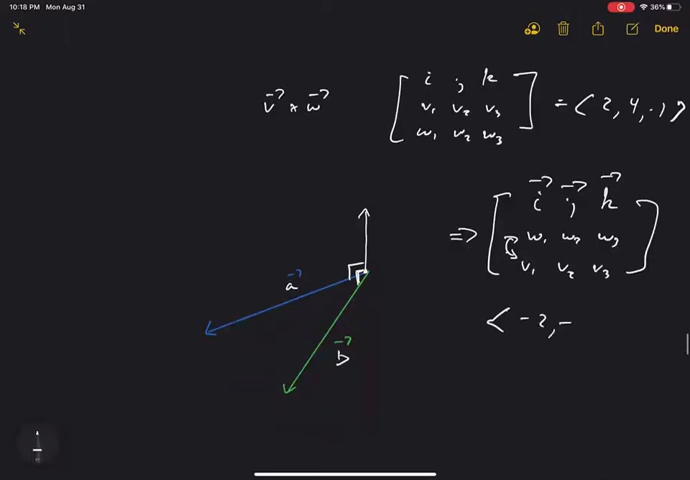 10:18 PM Mon Aug 31
36%
Done
i j k
v⃗ × w⃗
v₁ v₂ v₃
= ⟨2, 4, -1⟩
w₁ w₂ w₃
i⃗ j⃗ k⃗
=> w₁ w₂ w₃
v₁ v₂ v₃
a⃗
⟨ -2, -
b⃗